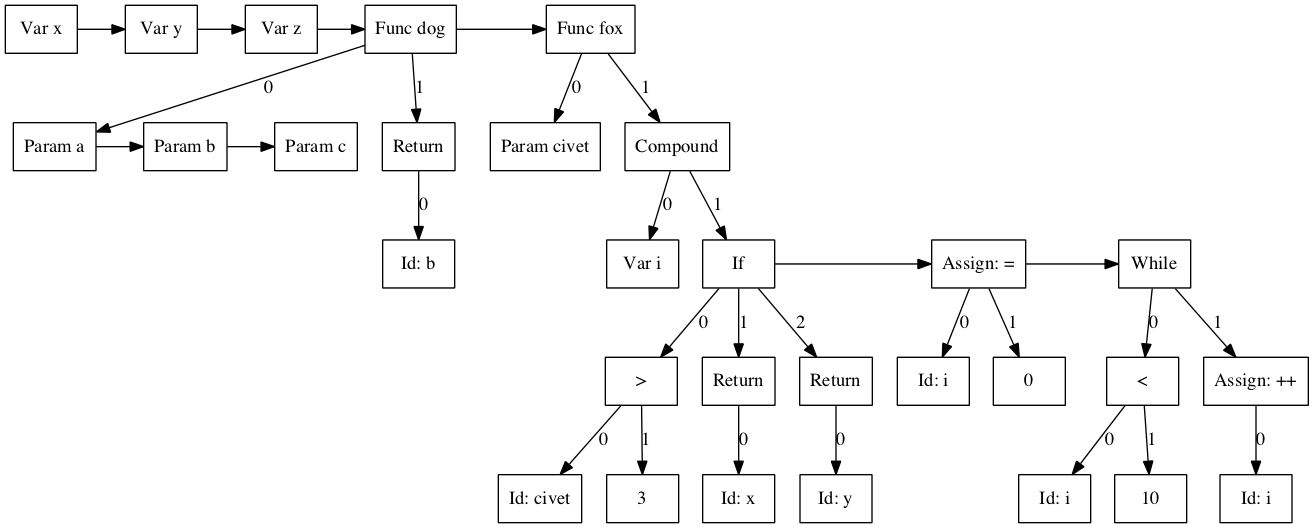 Var x
Var y
Var z
Func dog
Func fox
0
1
0
1
Param a
Param b
Param c
Return
Param civet
Compound
0
0
1
Id: b
Var i
If
Assign: =
While
0
1
2
0
1
0
1
>
Return
Return
Id: i
0
<
Assign: ++
0
1
0
0
0
1
0
Id: civet
3
Id: x
Id: y
Id: i
10
Id: i